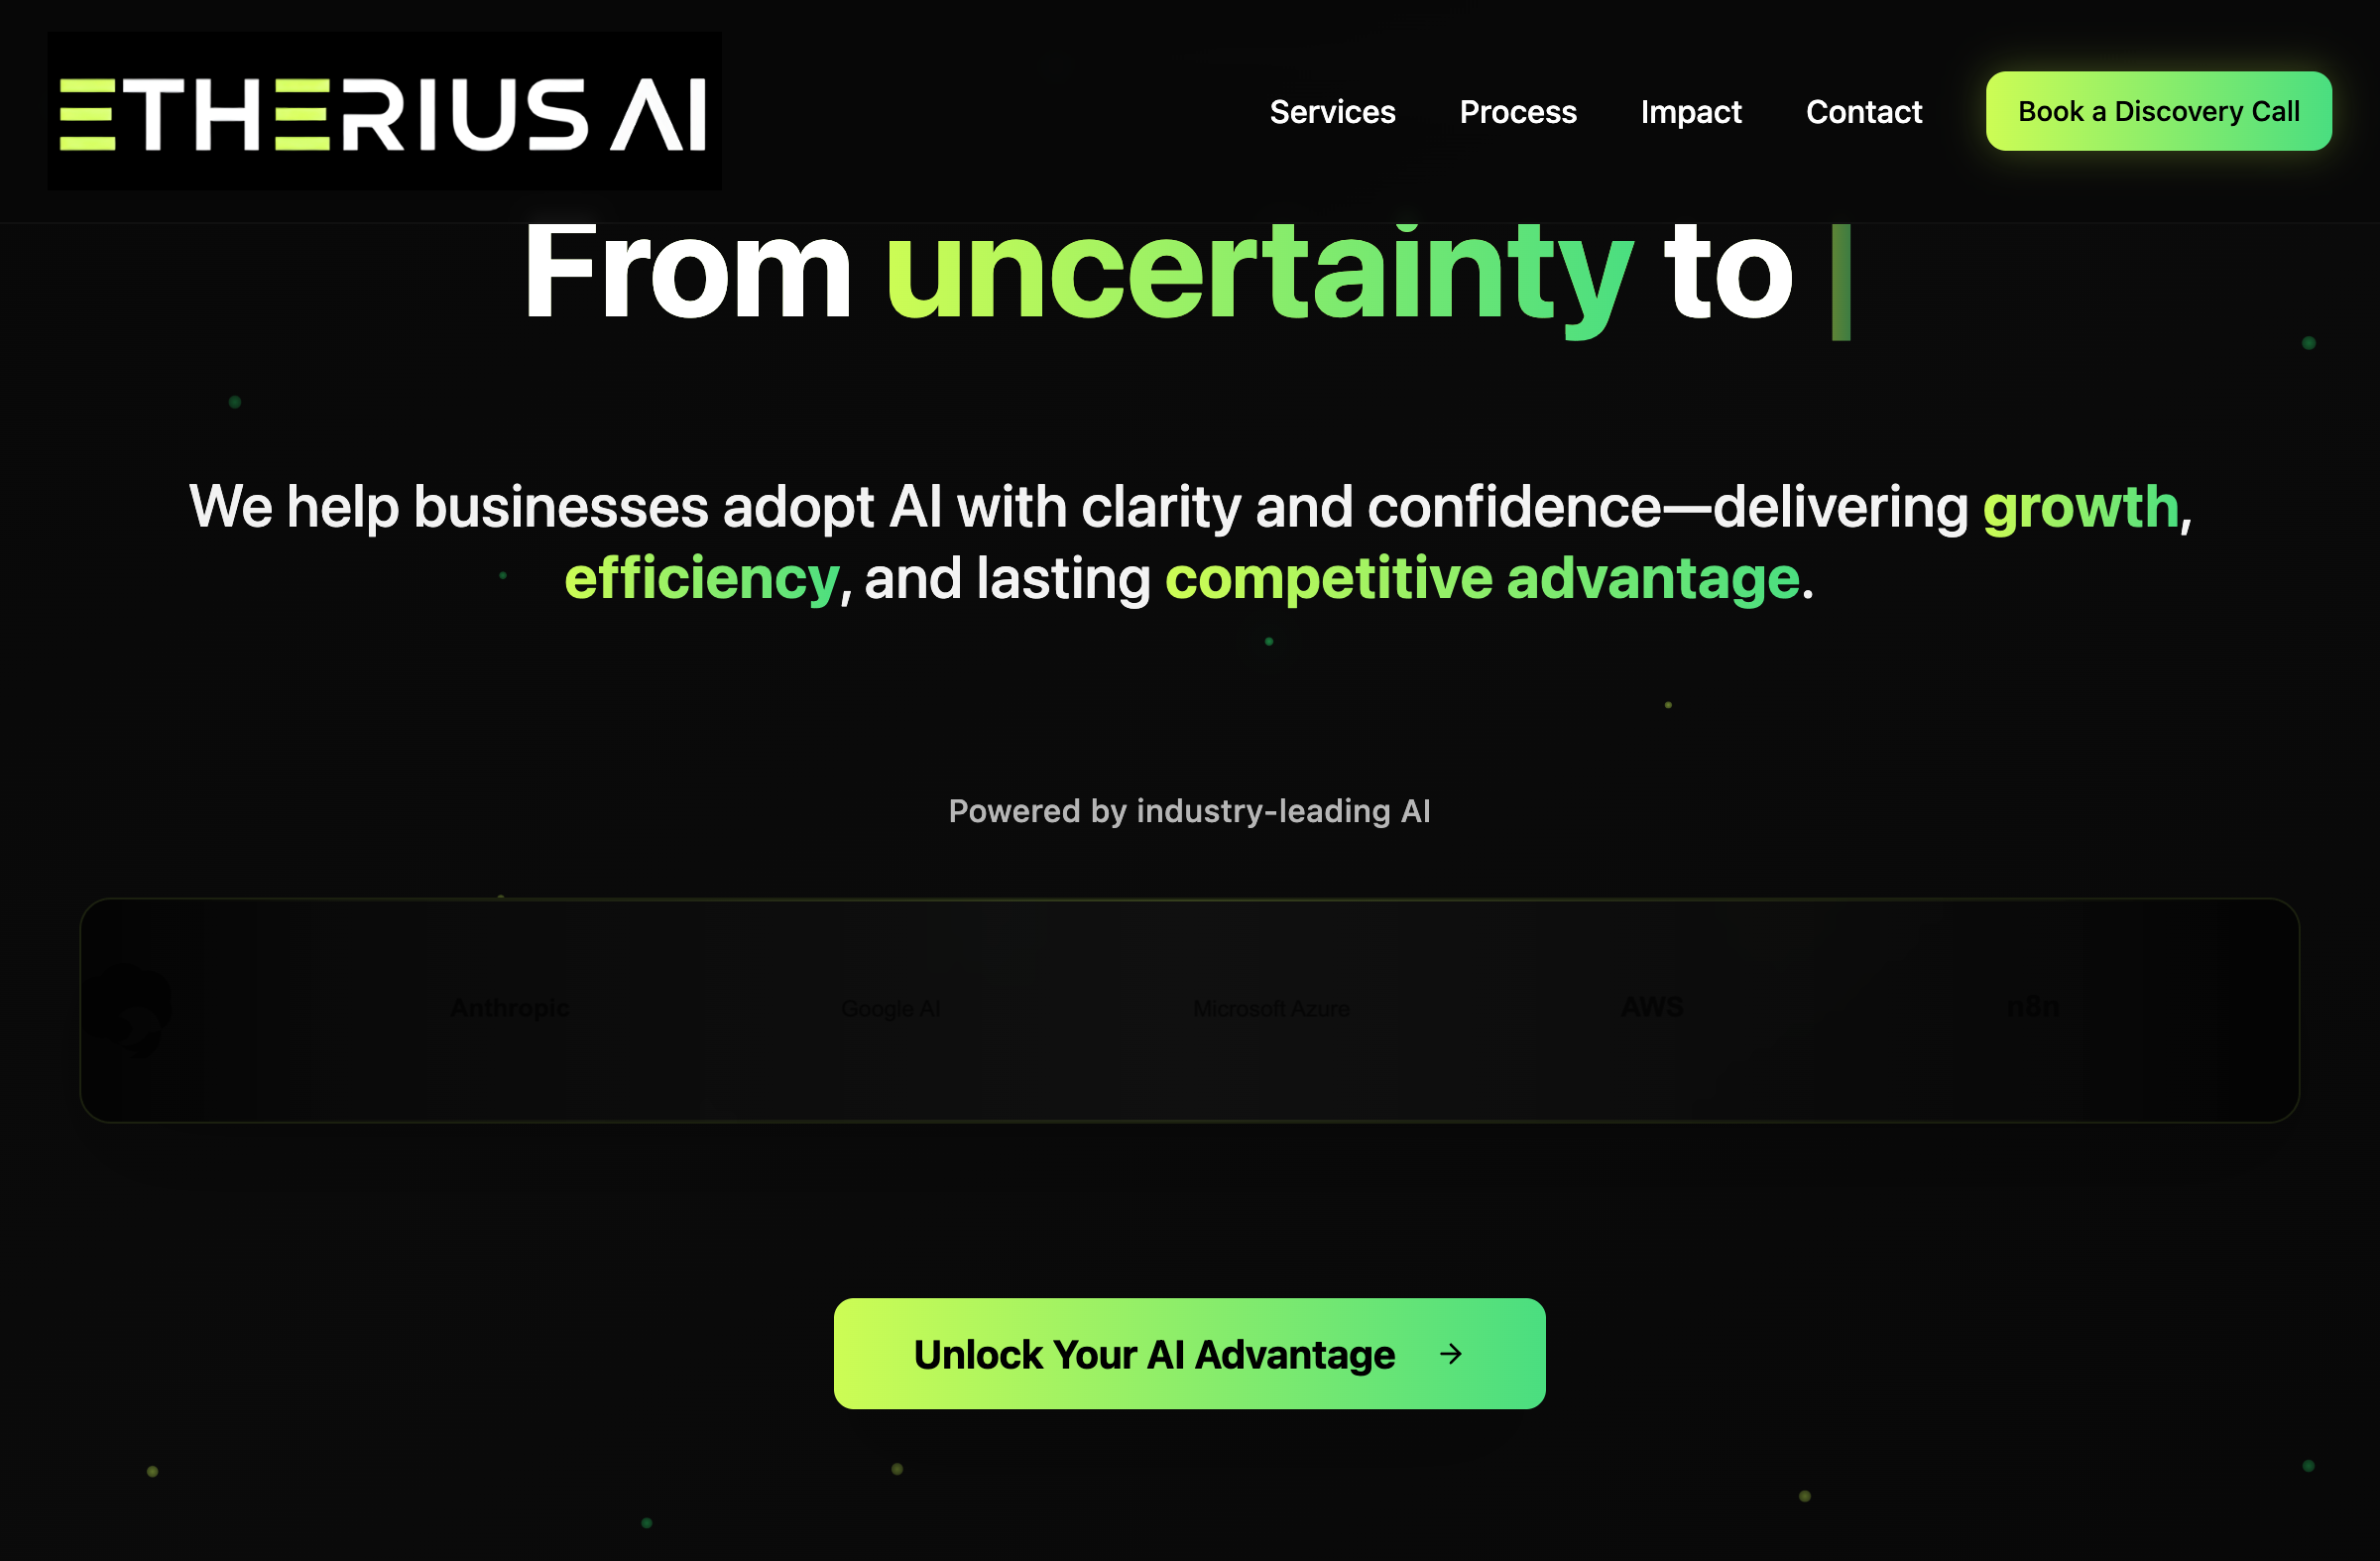 ETHERIUS AI
Services
Process
Impact
Contact
Book a Discovery Call
From uncertainty to
We help businesses adopt AI with clarity and confidence—delivering growth,
efficiency, and lasting competitive advantage.
Powered by industry-leading AI
Anthropic
Google AI
Microsoft Azure
AWS
n8n
Unlock Your AI Advantage →